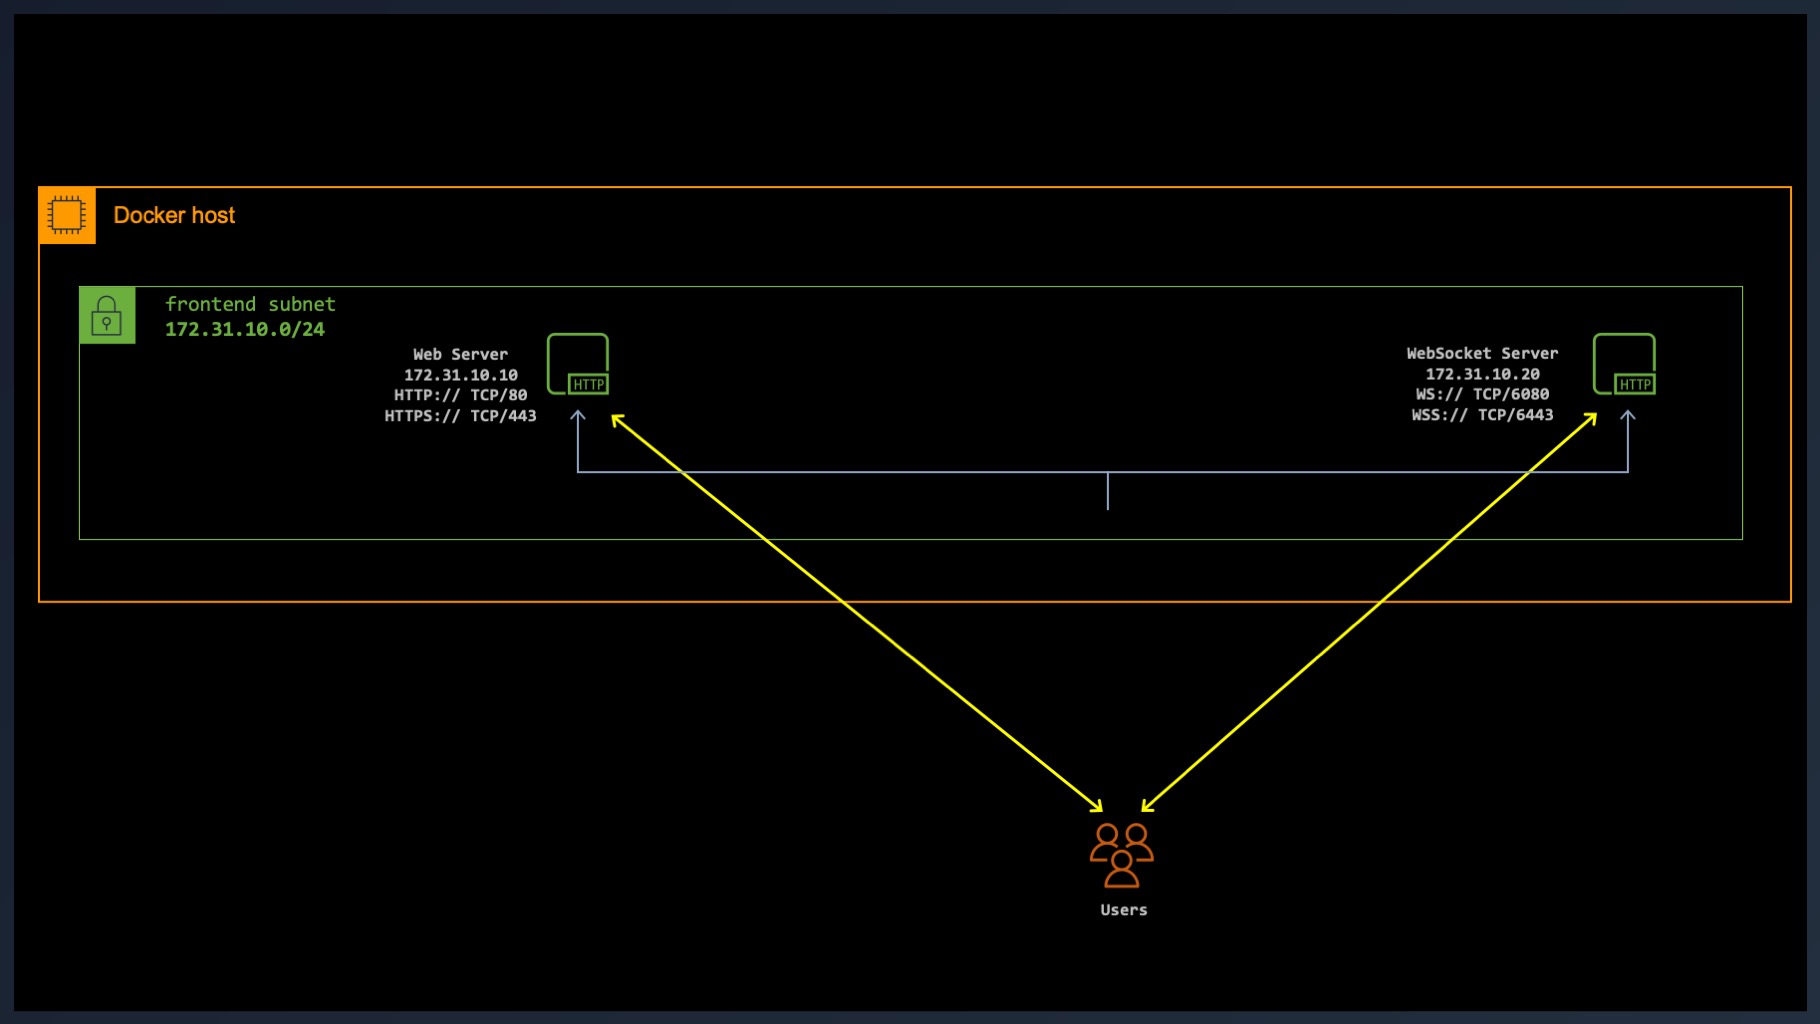 Docker host
frontend subnet
172.31.10.0/24
Web Server
172.31.10.10
HTTP:// TCP/80
HTTPS:// TCP/443
HTTP
WebSocket Server
172.31.10.20
WS:// TCP/6080
WSS:// TCP/6443
HTTP
Users